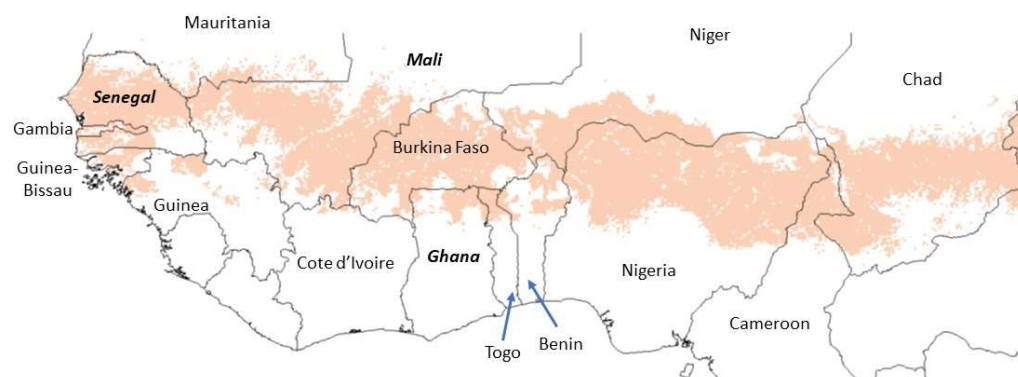 Mauritania
Mali
Niger
Chad
Senegal
Gambia
Burkina Faso
Guinea-
Bissau
Guinea
Cote d'Ivoire
Ghana
Nigeria
Togo
Benin
Cameroon